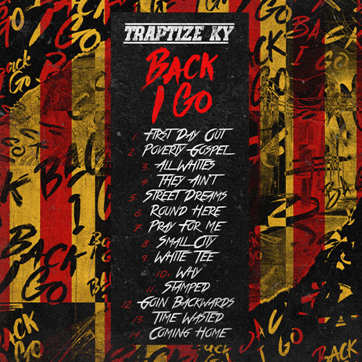 TRAPTIZE KY
BACK
I GO
1. FIRST DAY OUT
2. POVERTY GOSPEL
3. ALL WHITES
THEY AIN'T
5. STREET DREAMS
6. ROUND HERE
7. PRAY FOR ME
8. SMALL CITY
9. WHITE TEE
10. WHY
11. STAMPED
12. GOIN BACKWARDS
13. TIME WASTED
14. COMING HOME